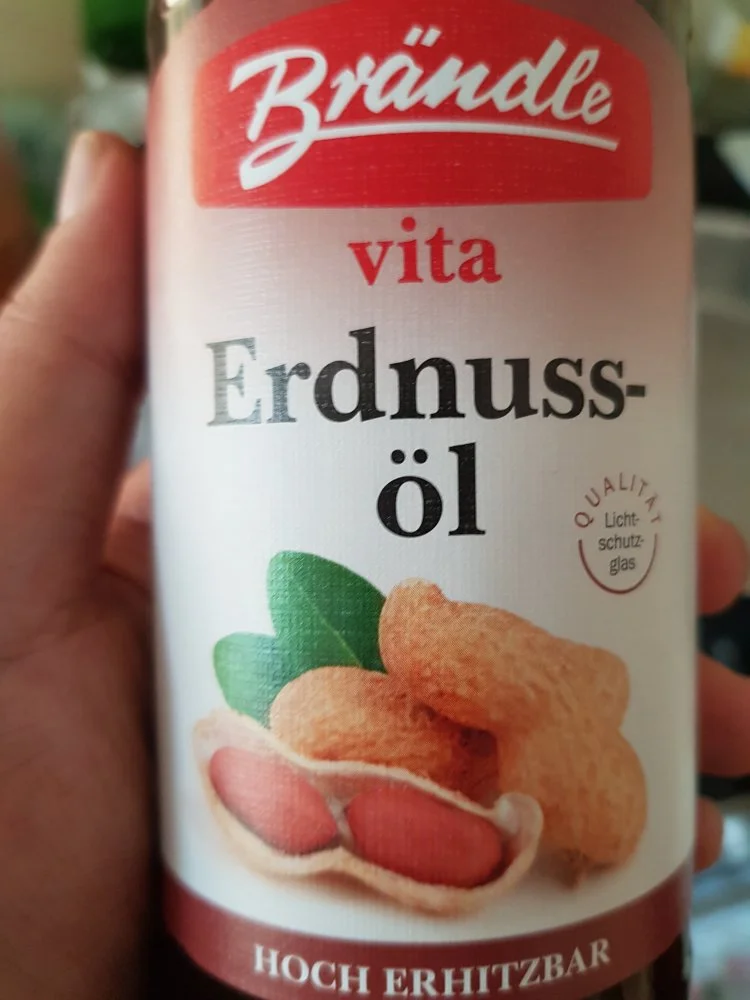 Brändle
vita
Erdnuss-
öl
QUALITÄT
Licht-
schutz-
glas
HOCH ERHITZBAR